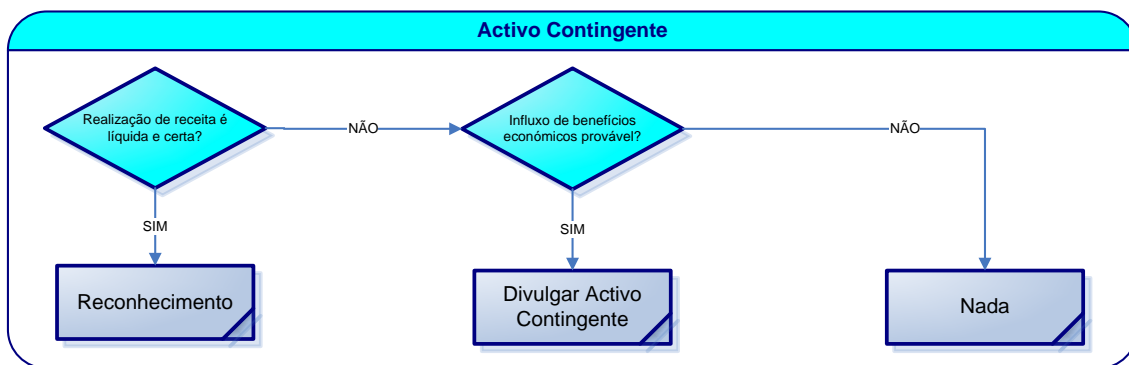 Activo Contingente
Realização de receita é
líquida e certa?
NÃO
Influxo de benefícios
económicos provável?
NÃO
SIM
SIM
Reconhecimento
Divulgar Activo
Contingente
Nada